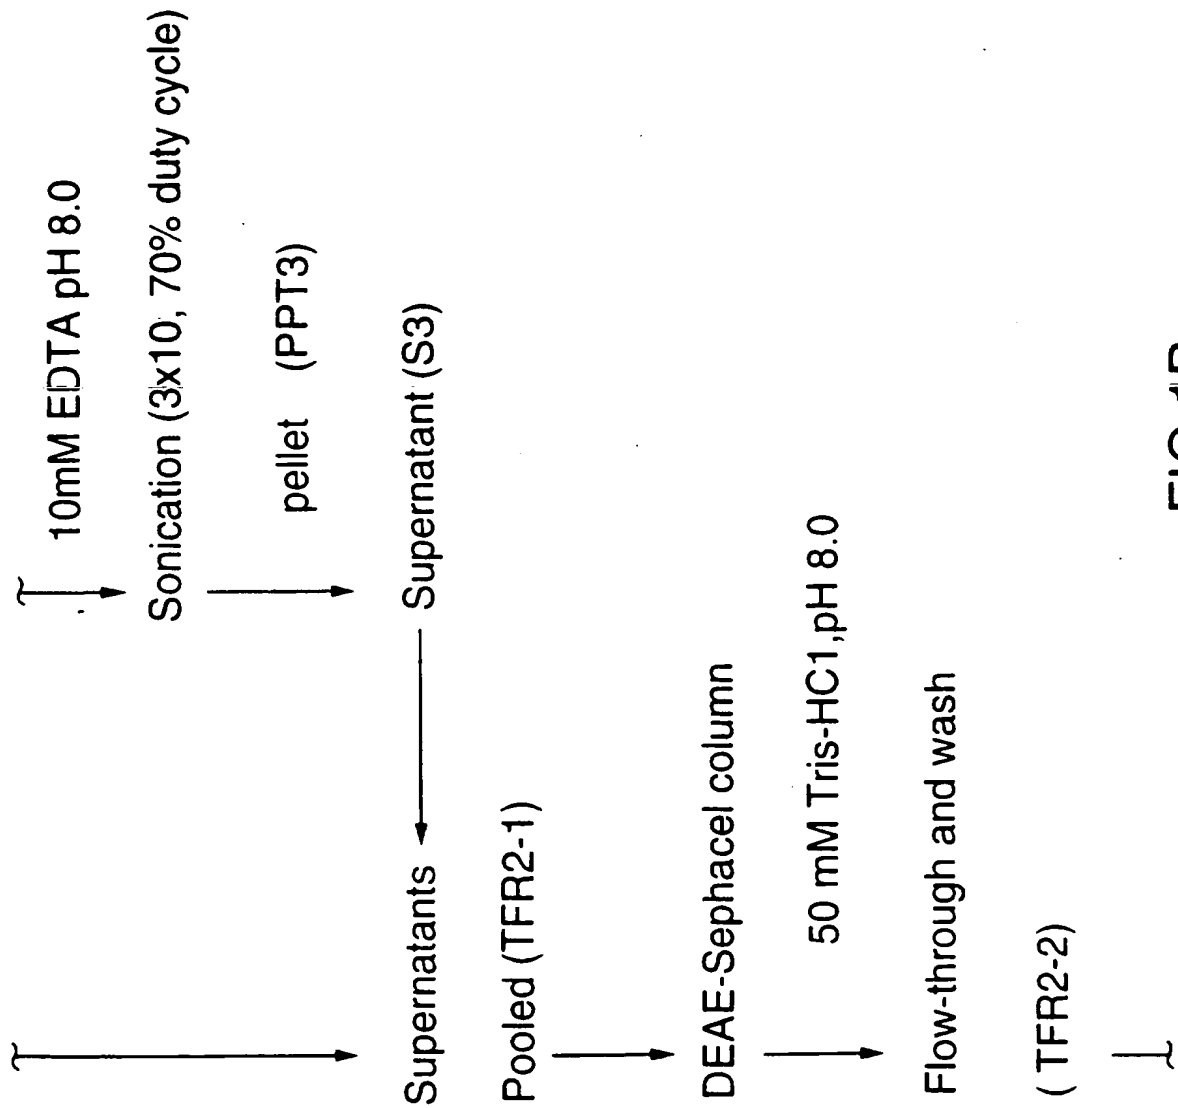 10mM EDTA pH 8.0
Sonication (3x10, 70% duty cycle)
pellet (PPT3)
Supernatant (S3)
Supernatants
Pooled (TFR2-1)
DEAE-Sephacel column
50 mM Tris-HC1,pH 8.0
Flow-through and wash
( TFR2-2)